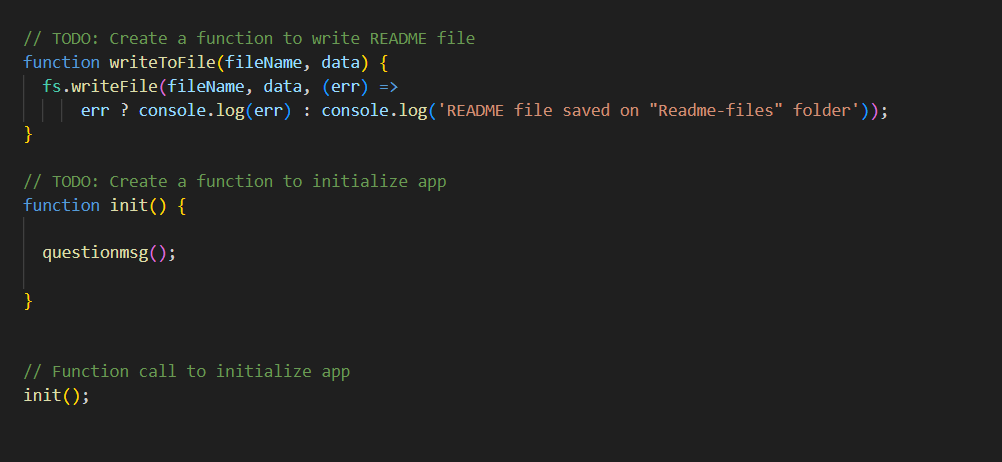 // TODO: Create a function to write README file
function writeToFile(fileName, data) {
fs.writeFile(fileName, data, (err) =>
err ? console.log(err) : console.log('README file saved on "Readme-files" folder'));
}
// TODO: Create a function to initialize app
function init() {
questionmsg();
}
// Function call to initialize app
init();